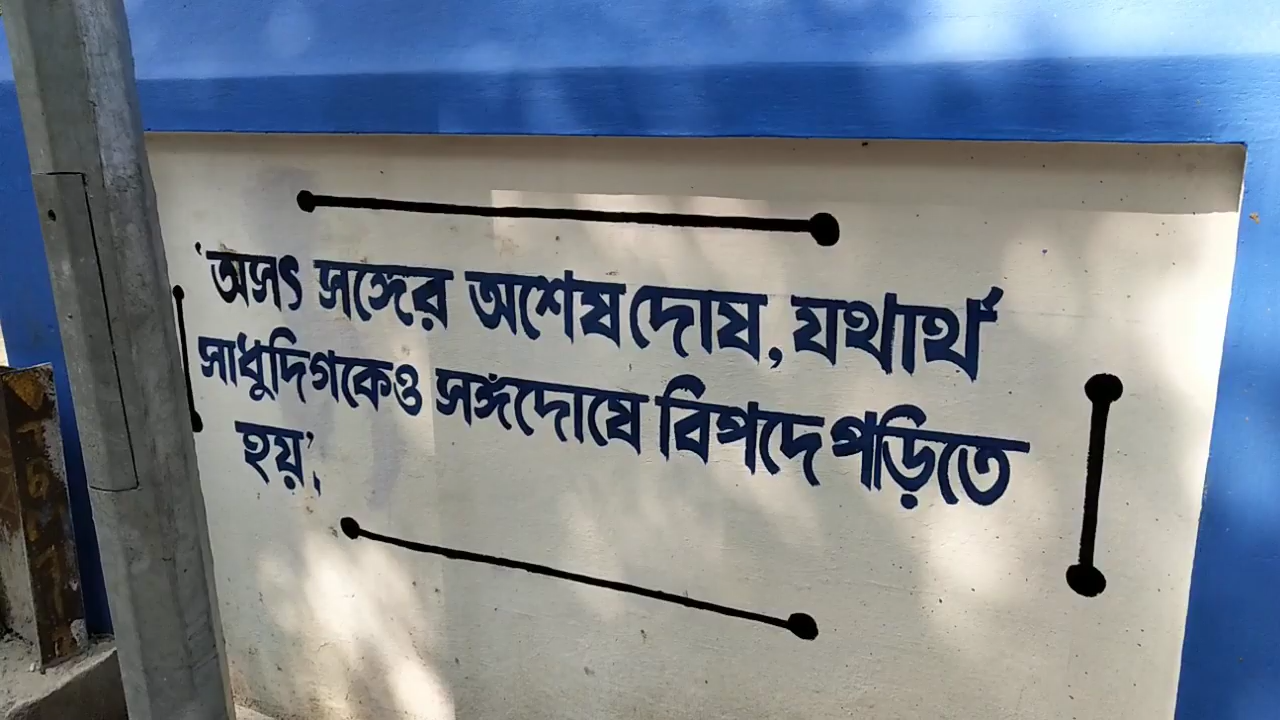 'অসৎ সঙ্গের অশেষ দোষ, যথার্থ
সাধুদিগকেও সঙ্গদোষে বিপদে পড়িতে
হয়',